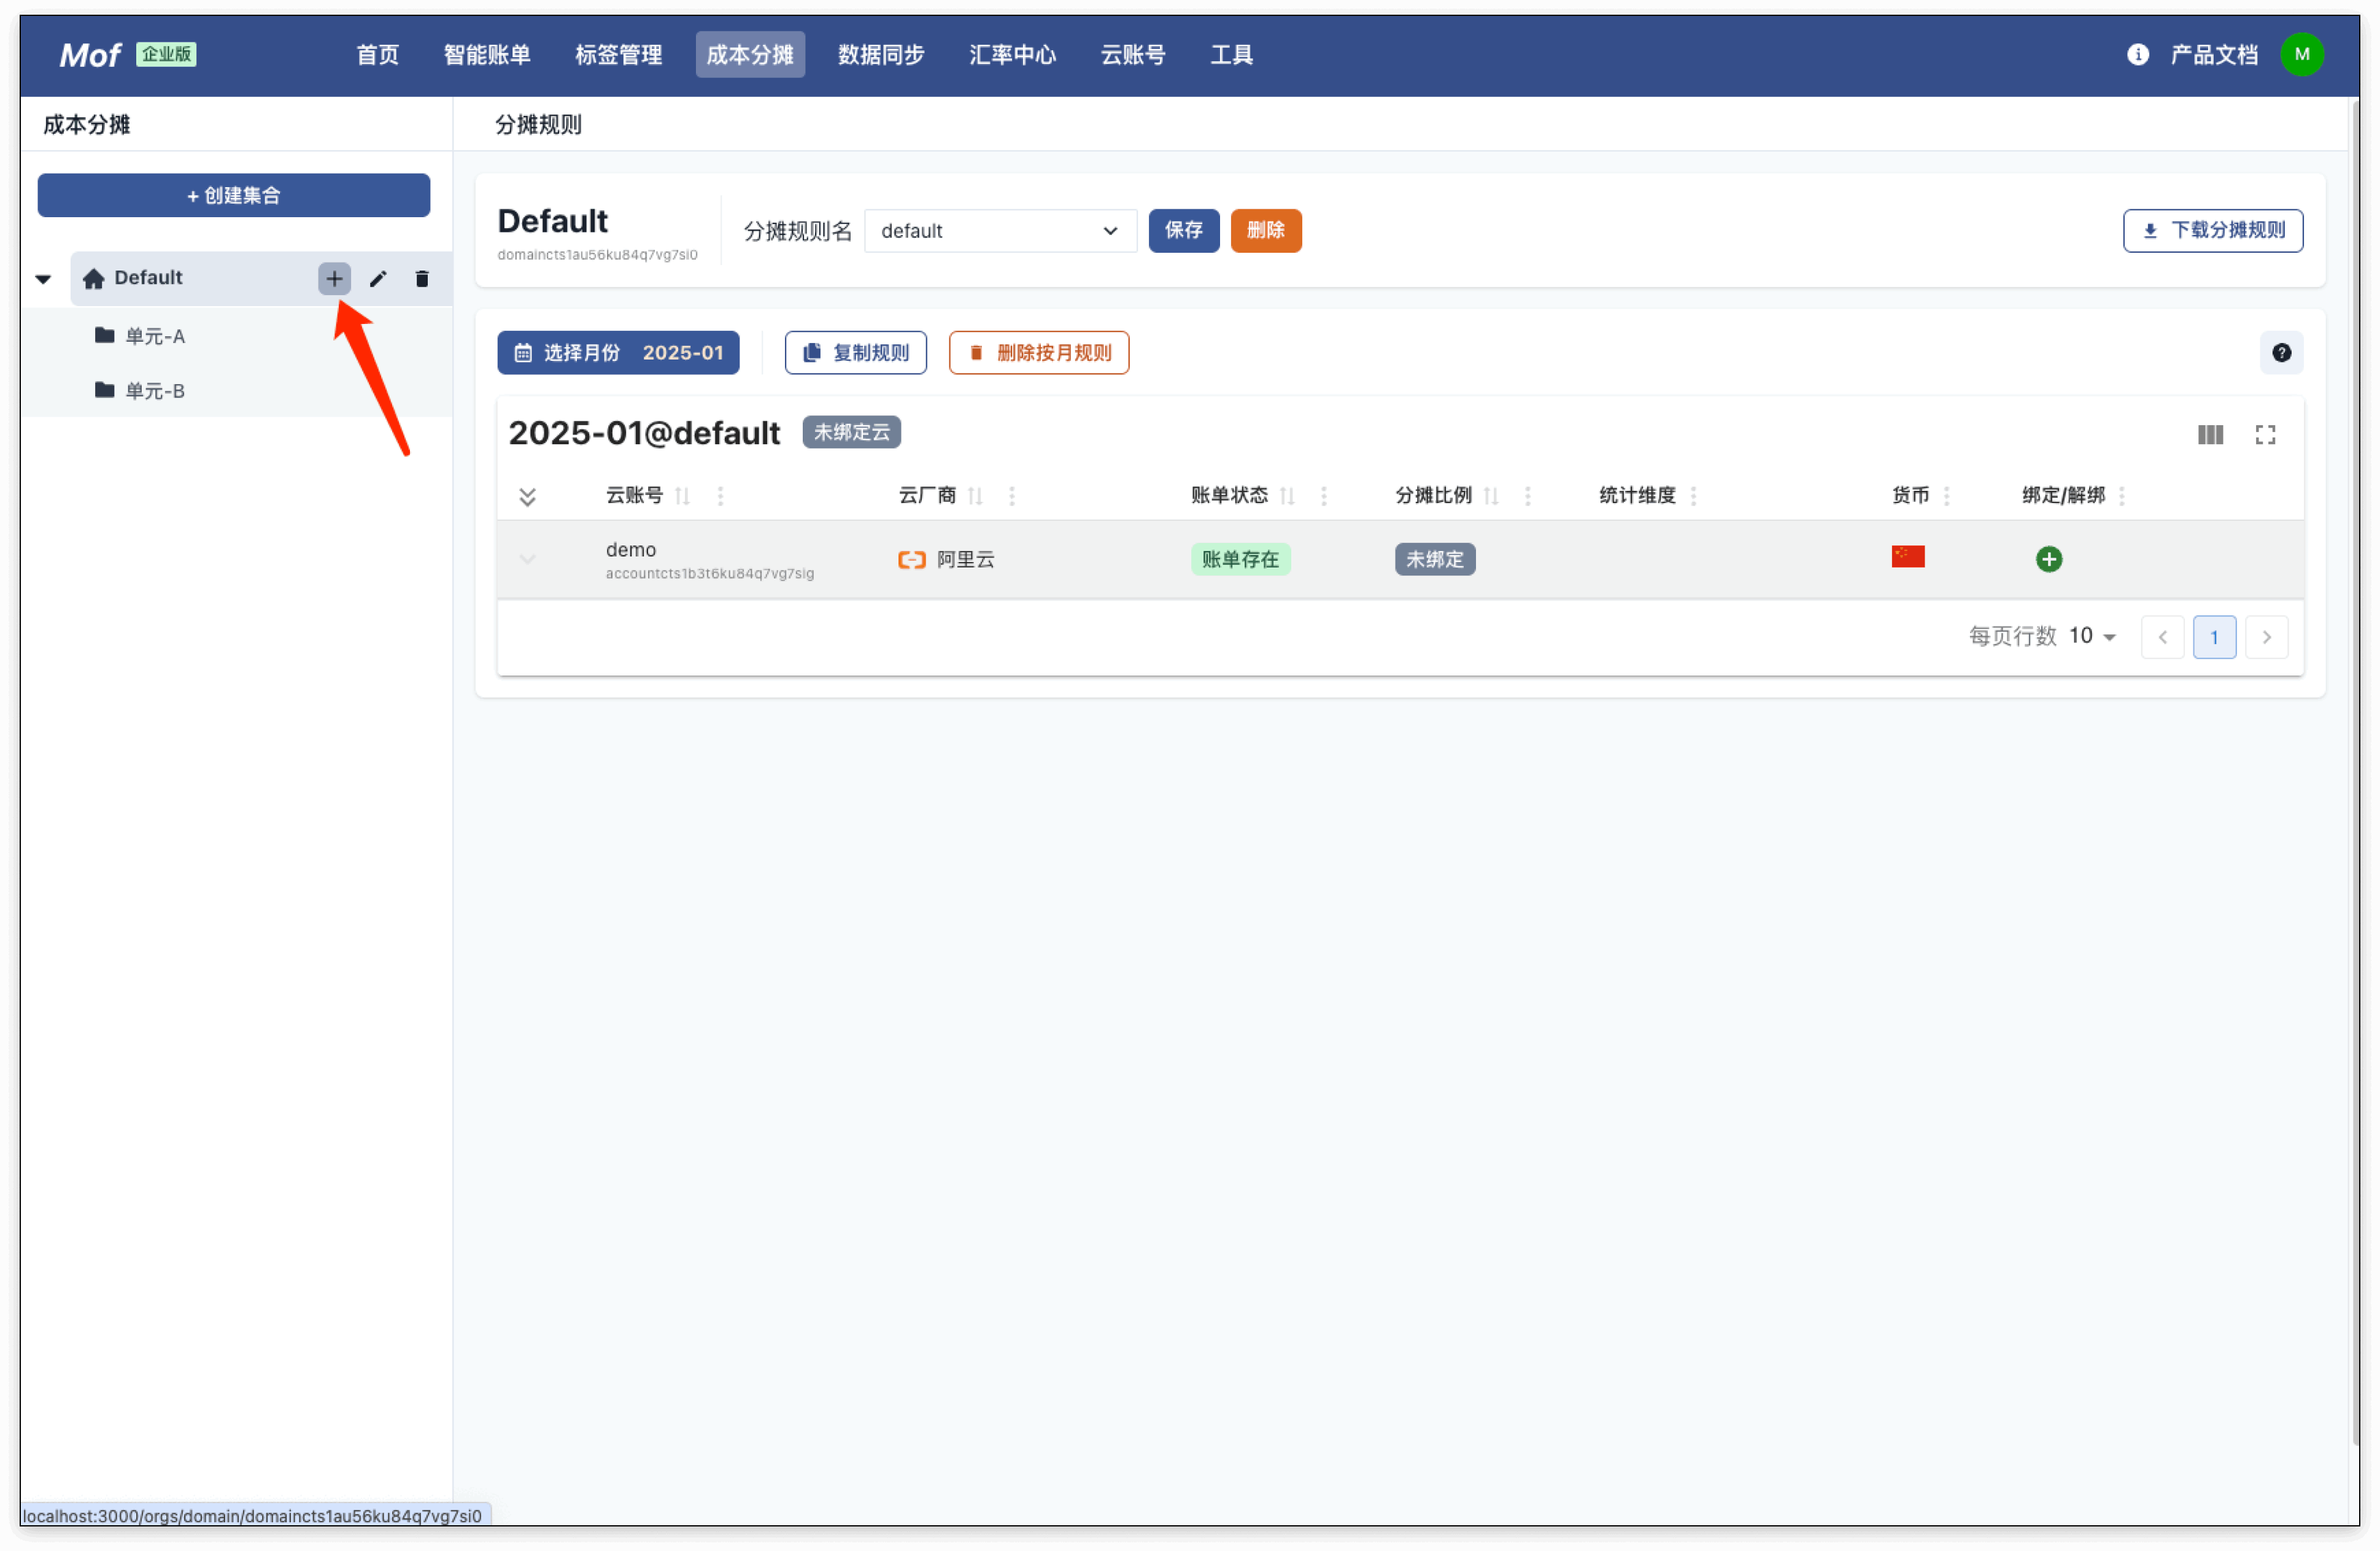 Mof 企业版 首页 智能账单 标签管理 成本分摊 数据同步 汇率中心 云账号 工具 产品文档 M
成本分摊
分摊规则
+ 创建集合
Default
单元-A
单元-B
Default
domaincts1au56ku84q7vg7si0
分摊规则名 default 保存 删除 下载分摊规则
选择月份 2025-01 复制规则 删除按月规则
2025-01@default 未绑定云
云账号 云厂商 账单状态 分摊比例 统计维度 货币 绑定/解绑
demo
accountcts1b3t6ku84q7vg7sig
阿里云 账单存在 未绑定
每页行数 10 1
localhost:3000/orgs/domain/domaincts1au56ku84q7vg7si0